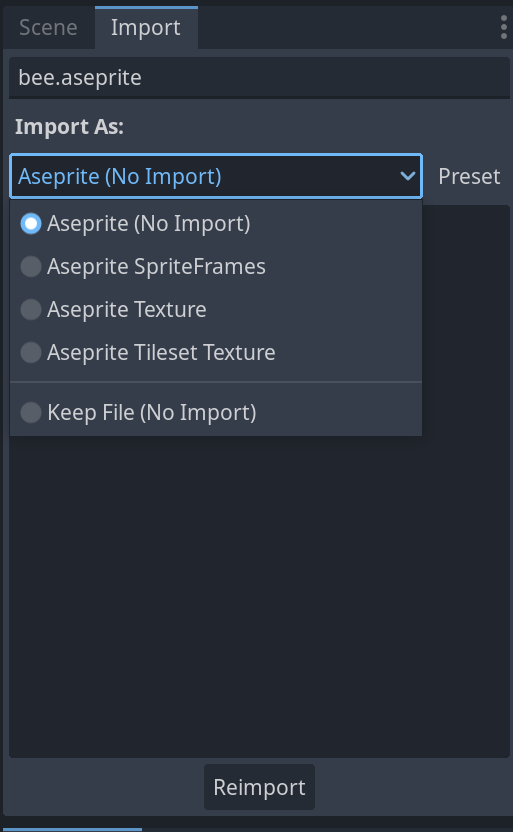 Scene Import
bee.aseprite
Import As:
Aseprite (No Import) Preset
Aseprite (No Import)
Aseprite SpriteFrames
Aseprite Texture
Aseprite Tileset Texture
Keep File (No Import)
Reimport